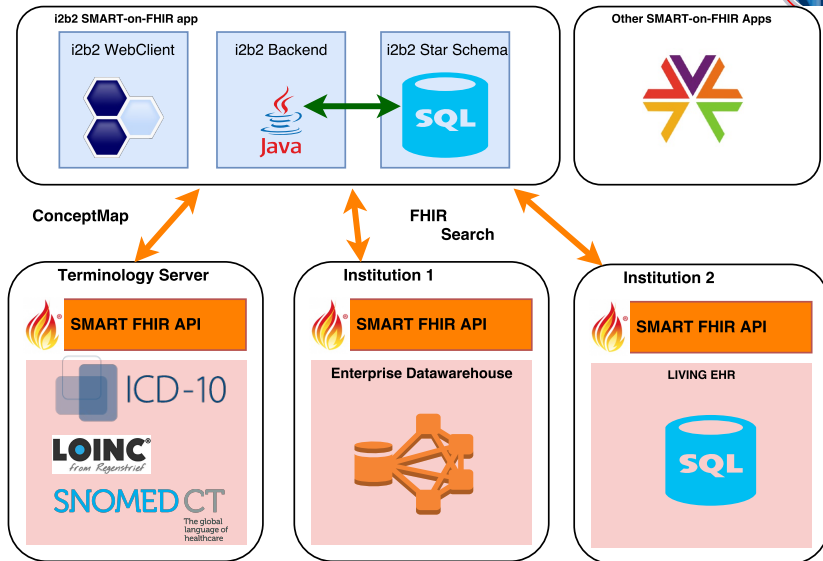 i2b2 SMART-on-FHIR app
Other SMART-on-FHIR Apps
i2b2 WebClient
i2b2 Backend
i2b2 Star Schema
Java
SQL
ConceptMap
FHIR
Search
Terminology Server
Institution 1
Institution 2
®
SMART FHIR API
®
SMART FHIR API
®
SMART FHIR API
ICD-10
LOINC®
from Regenstrief
SNOMED CT
The global
language of
healthcare
Enterprise Datawarehouse
LIVING EHR
SQL